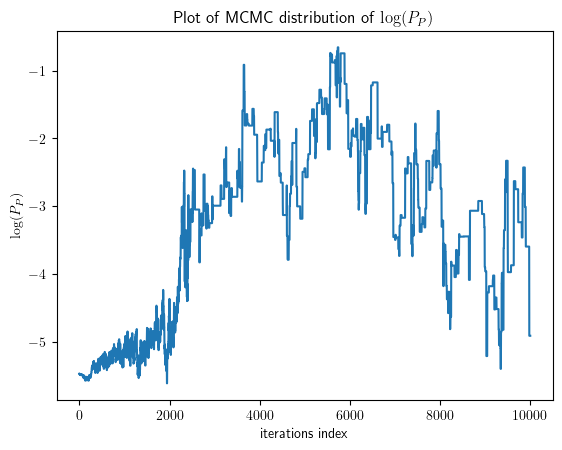 Plot of MCMC distribution of log(P_P)
−1
−2
−3
−4
−5
log(P_P)
0 2000 4000 6000 8000 10000
iterations index